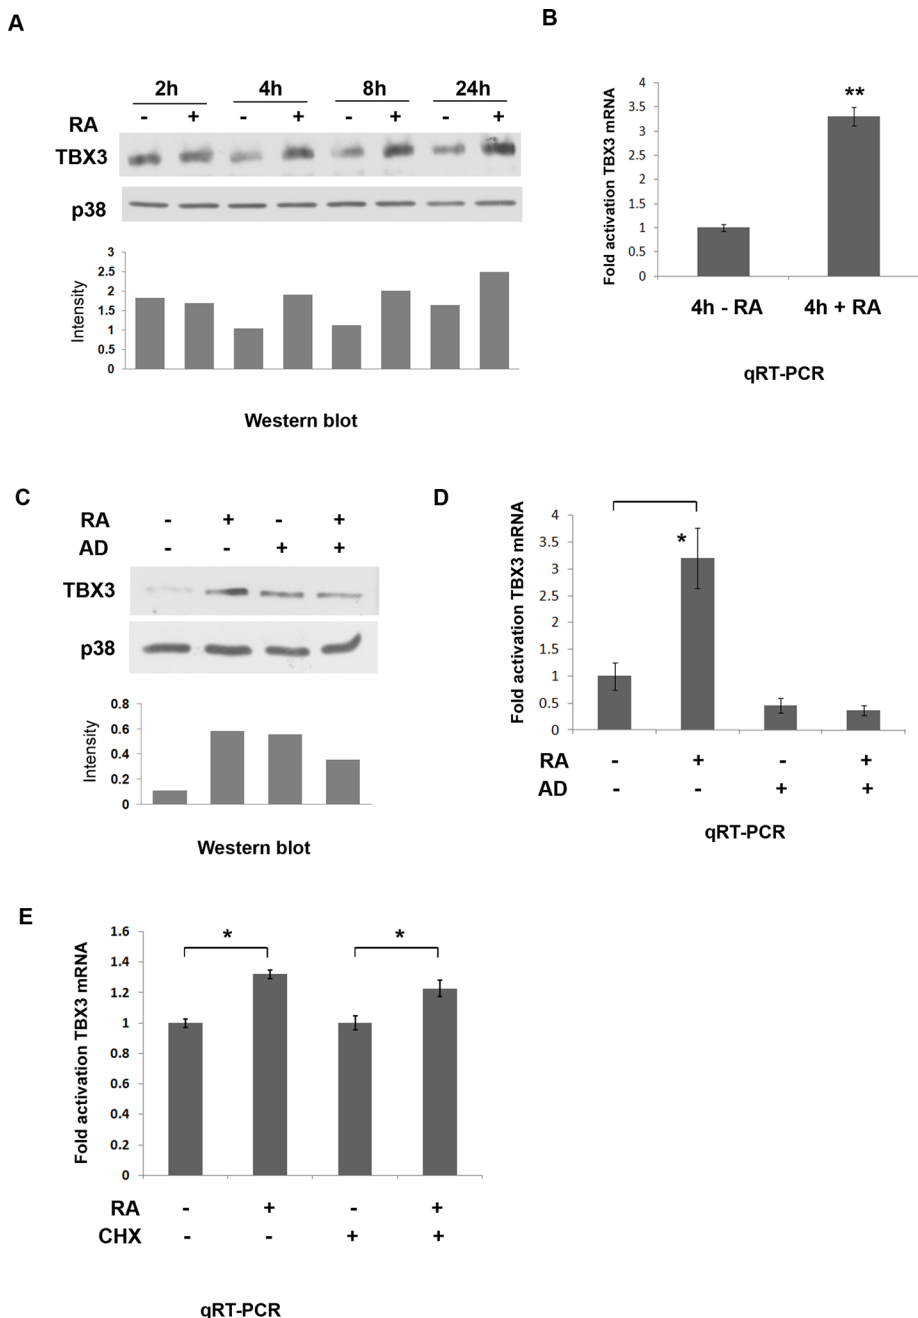 A
2h 4h 8h 24h
RA - + - + - + - +
TBX3
p38
Intensity
3
2.5
2
1.5
1
0.5
0
Western blot
B
Fold activation TBX3 mRNA
4
3.5
3
2.5
2
1.5
1
0.5
0
**
4h - RA 4h + RA
qRT-PCR
C
RA - + - +
AD - - + +
TBX3
p38
Intensity
0.8
0.6
0.4
0.2
0
Western blot
D
Fold activation TBX3 mRNA
4
3.5
3
2.5
2
1.5
1
0.5
0
*
RA - + - +
AD - - + +
qRT-PCR
E
Fold activation TBX3 mRNA
1.6
1.4
1.2
1
0.8
0.6
0.4
0.2
0
* *
RA - + - +
CHX - - + +
qRT-PCR